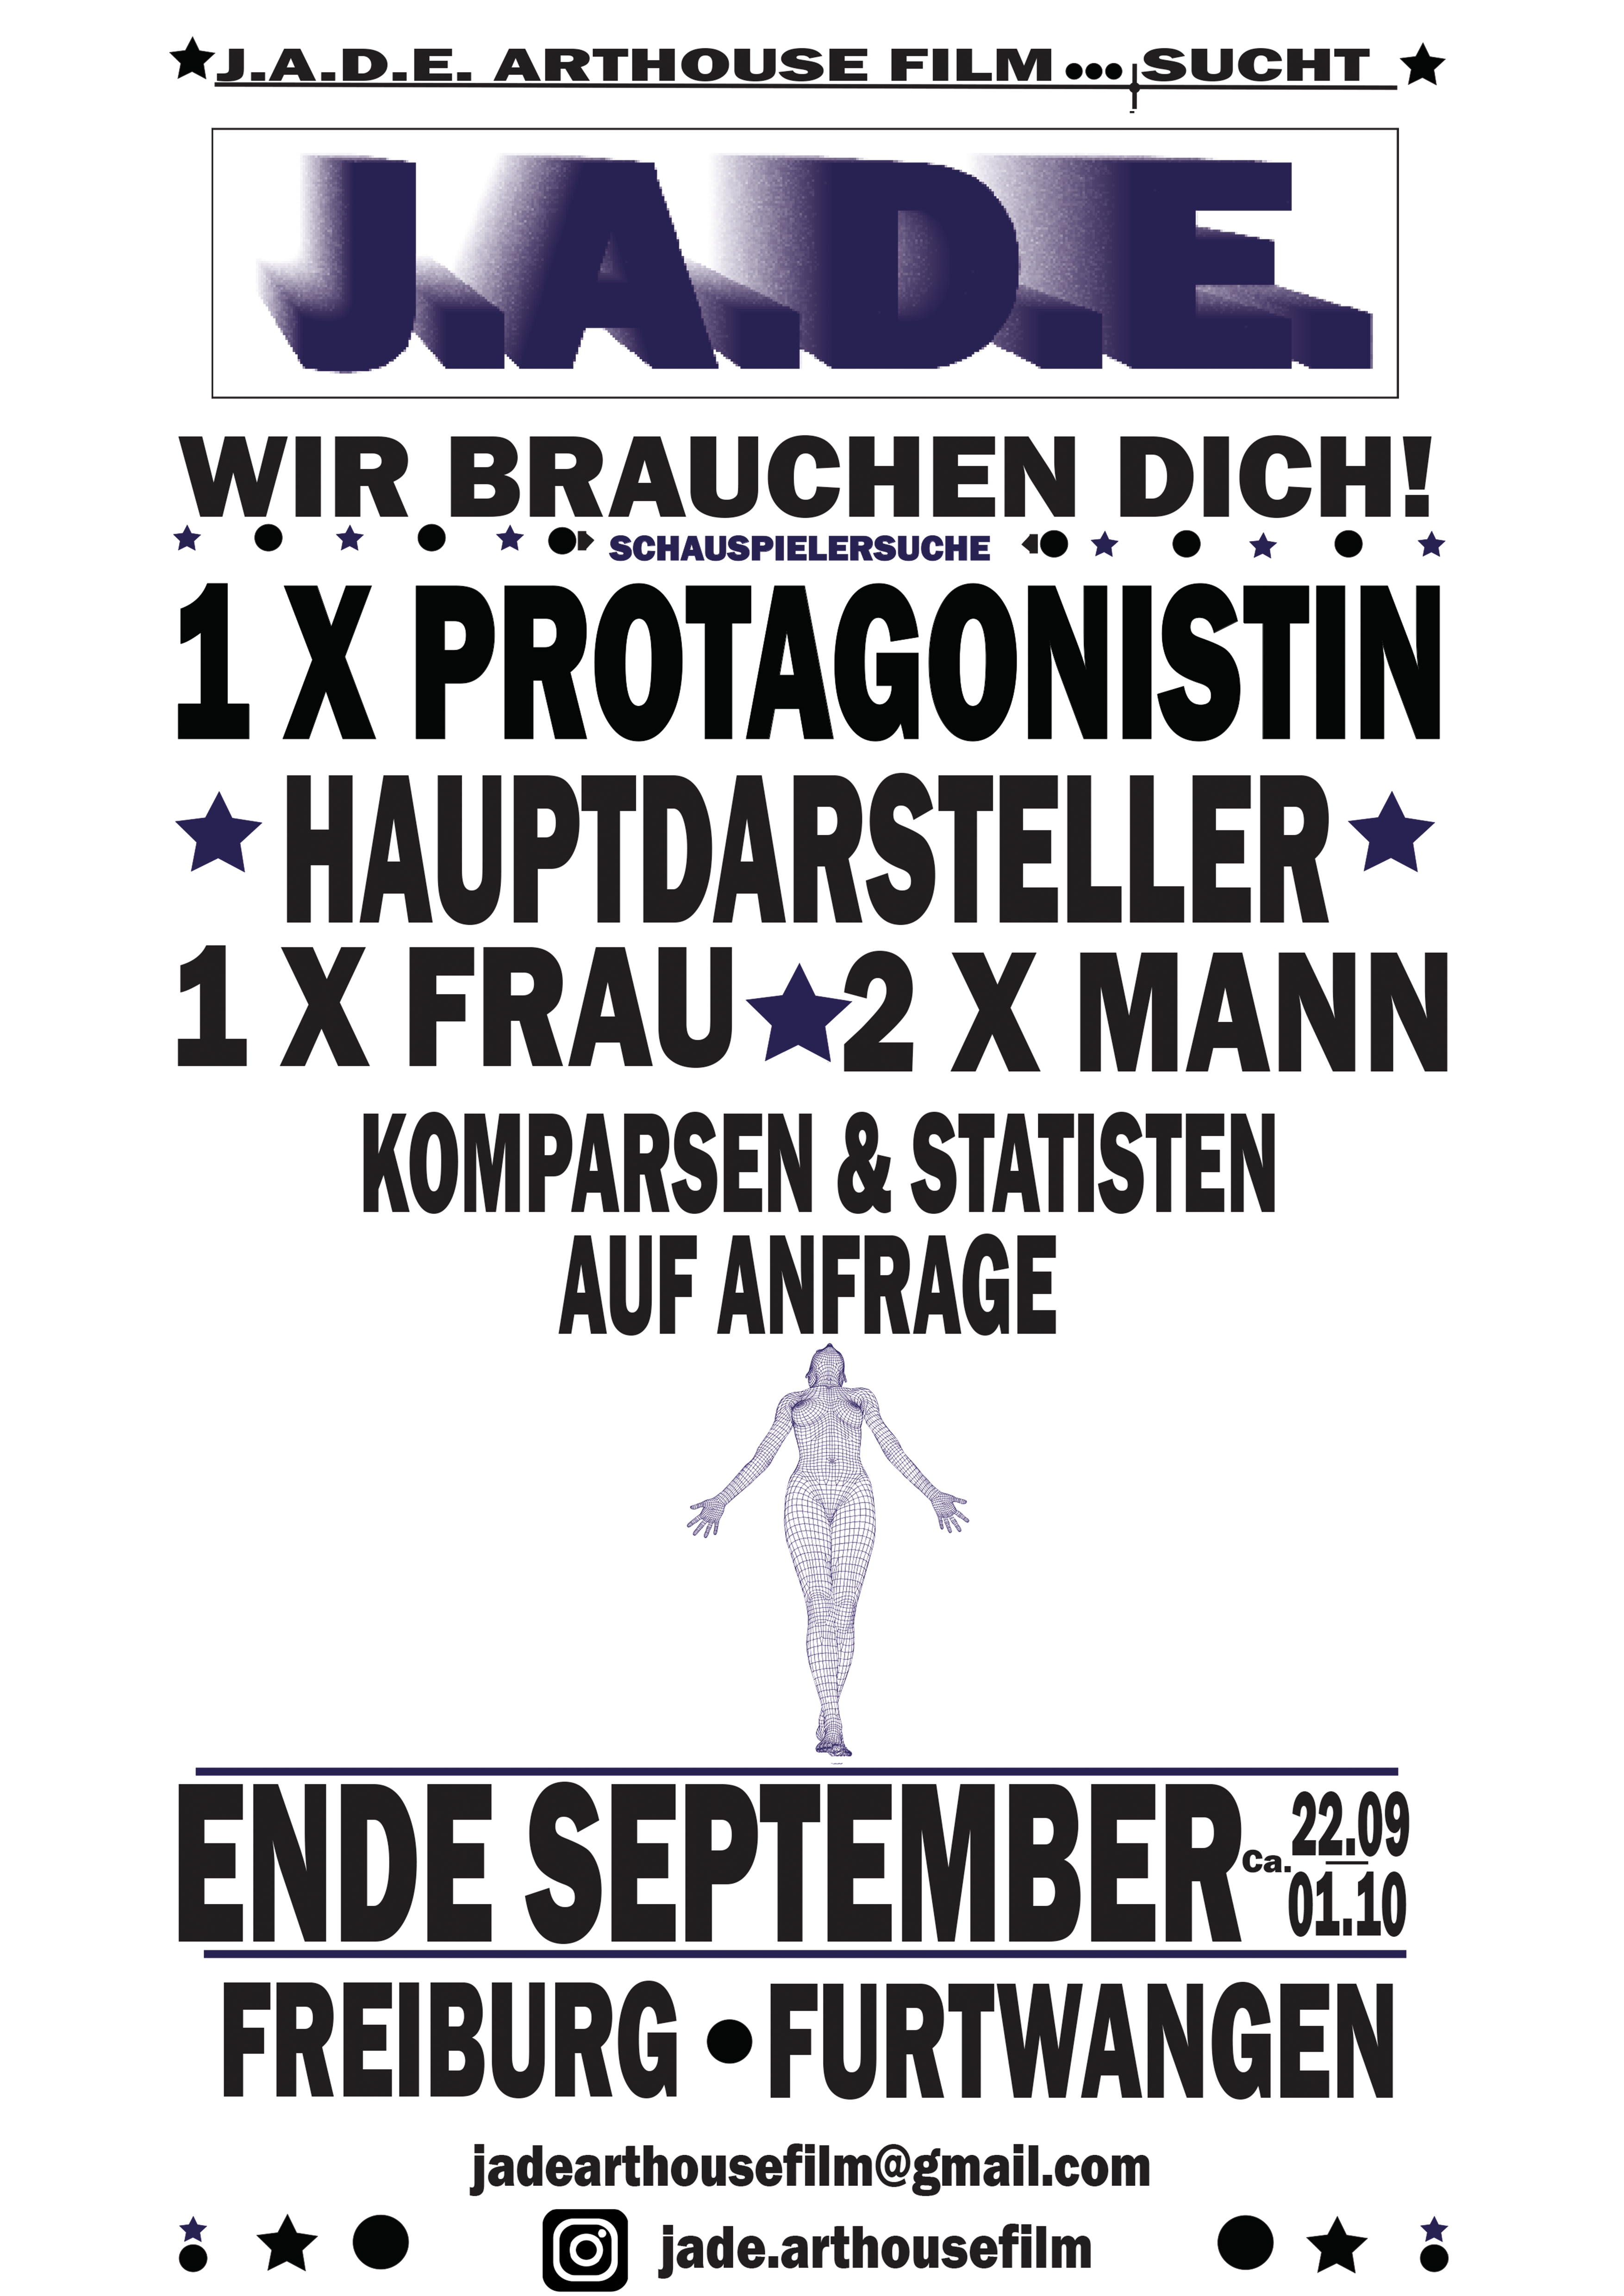 J.A.D.E. ARTHOUSE FILM...SUCHT
J.A.D.E.
WIR BRAUCHEN DICH!
SCHAUSPIELERSUCHE
1 X PROTAGONISTIN
HAUPTDARSTELLER
1 X FRAU 2 X MANN
KOMPARSEN & STATISTEN
AUF ANFRAGE
ENDE SEPTEMBER ca. 22.09
01.10
FREIBURG • FURTWANGEN
jadearthousefilm@gmail.com
jade.arthousefilm